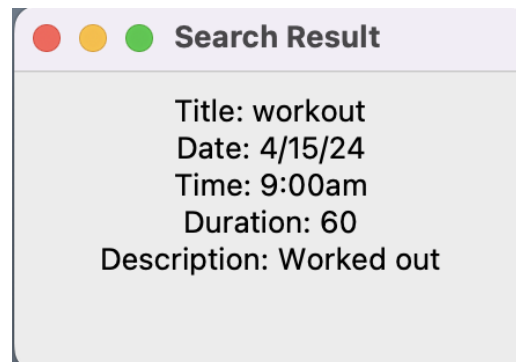 Search Result
Title: workout
Date: 4/15/24
Time: 9:00am
Duration: 60
Description: Worked out